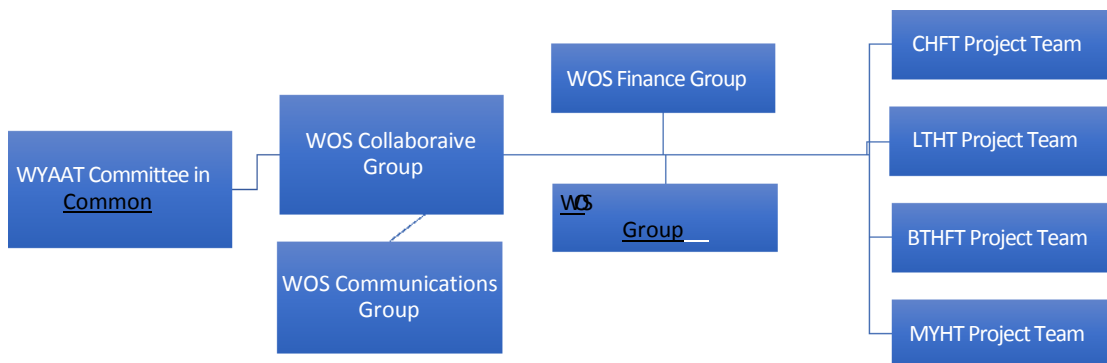 WYAAT Committee in
Common
WOS Collaboraive
Group
WOS Communications
Group
WOS Finance Group
WOS
Group
CHFT Project Team
LTHT Project Team
BTHFT Project Team
MYHT Project Team